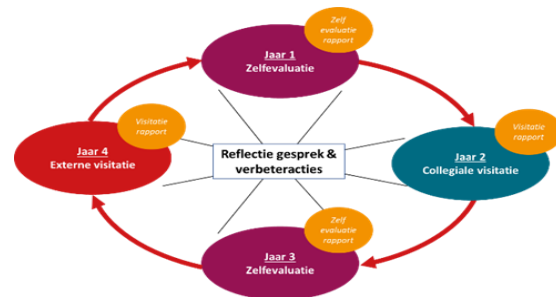 Zelf
evaluatie
rapport
Jaar 1
Zelfevaluatie
Visitatie
rapport
Jaar 4
Externe visitatie
Reflectie gesprek &
verbeteracties
Visitatie
rapport
Jaar 2
Collegiale visitatie
Zelf
evaluatie
rapport
Jaar 3
Zelfevaluatie